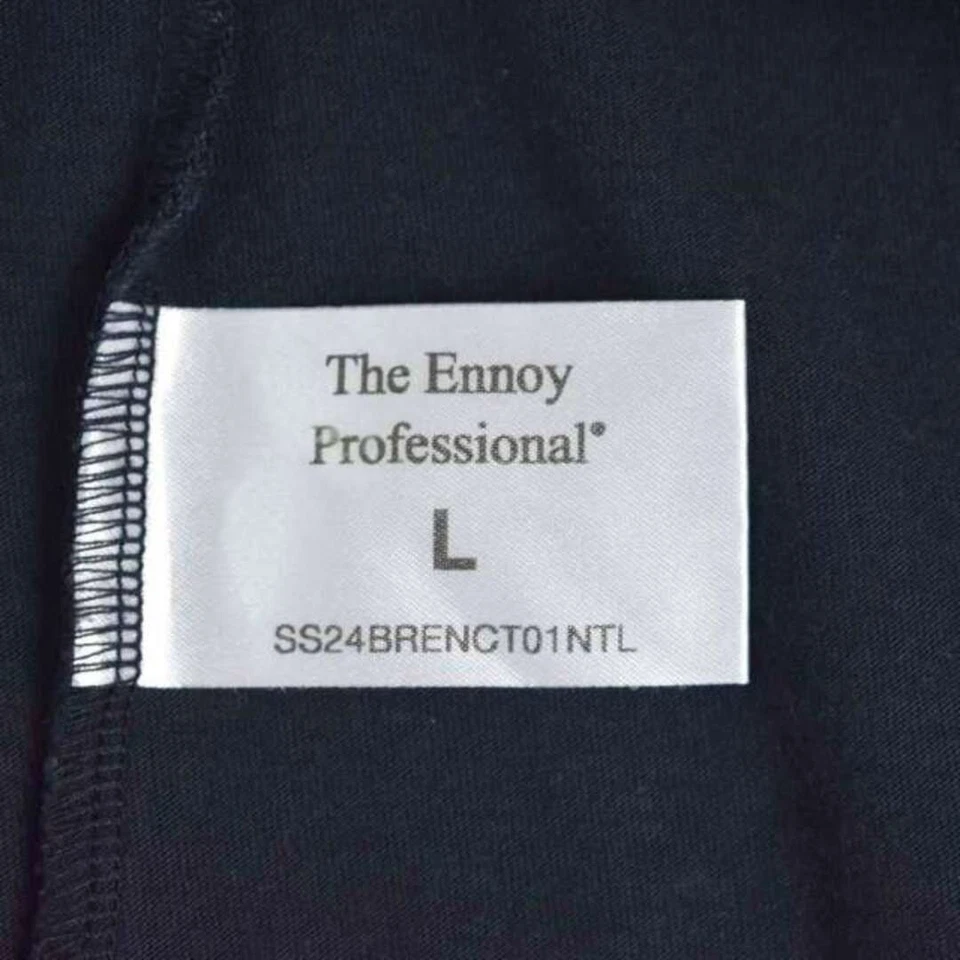 The Ennoy
Professional®
L
SS24BRENCT01NTL